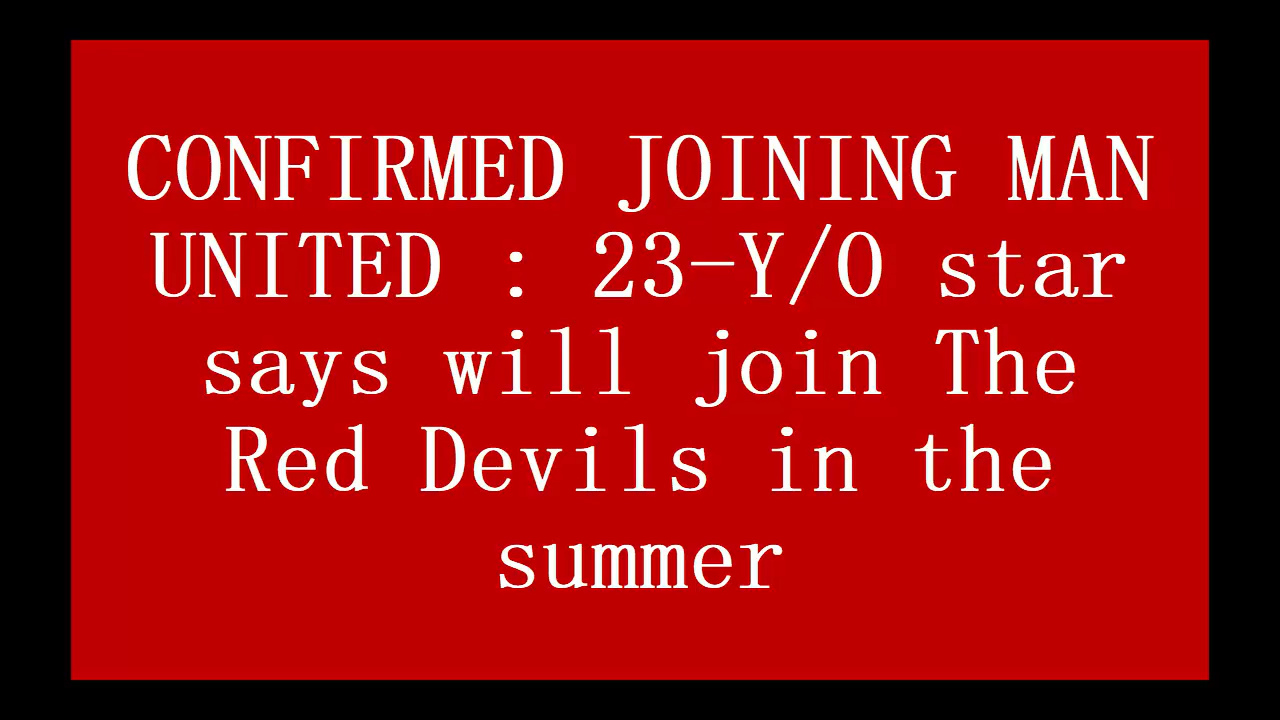 CONFIRMED JOINING MAN
UNITED : 23-Y/O star
says will join The
Red Devils in the
summer